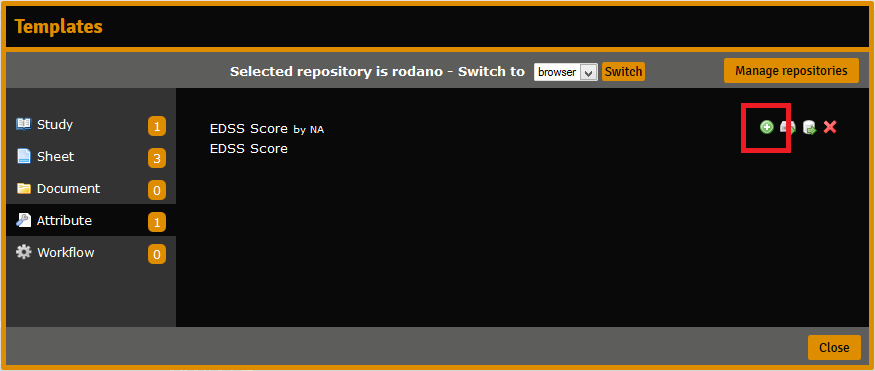 Templates
Selected repository is rodano - Switch to browser Switch Manage repositories
Study 1
Sheet 3
Document 0
Attribute 1
Workflow 0
EDSS Score by NA
EDSS Score
Close